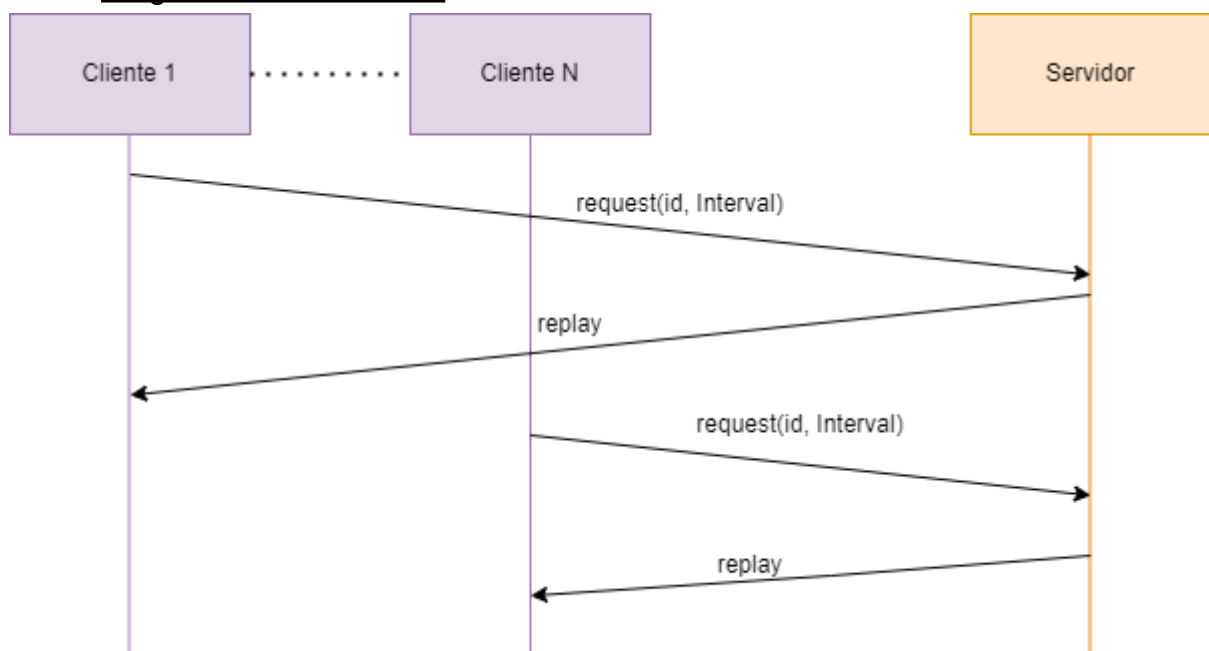 Cliente 1
Cliente N
Servidor
request(id, Interval)
replay
request(id, Interval)
replay